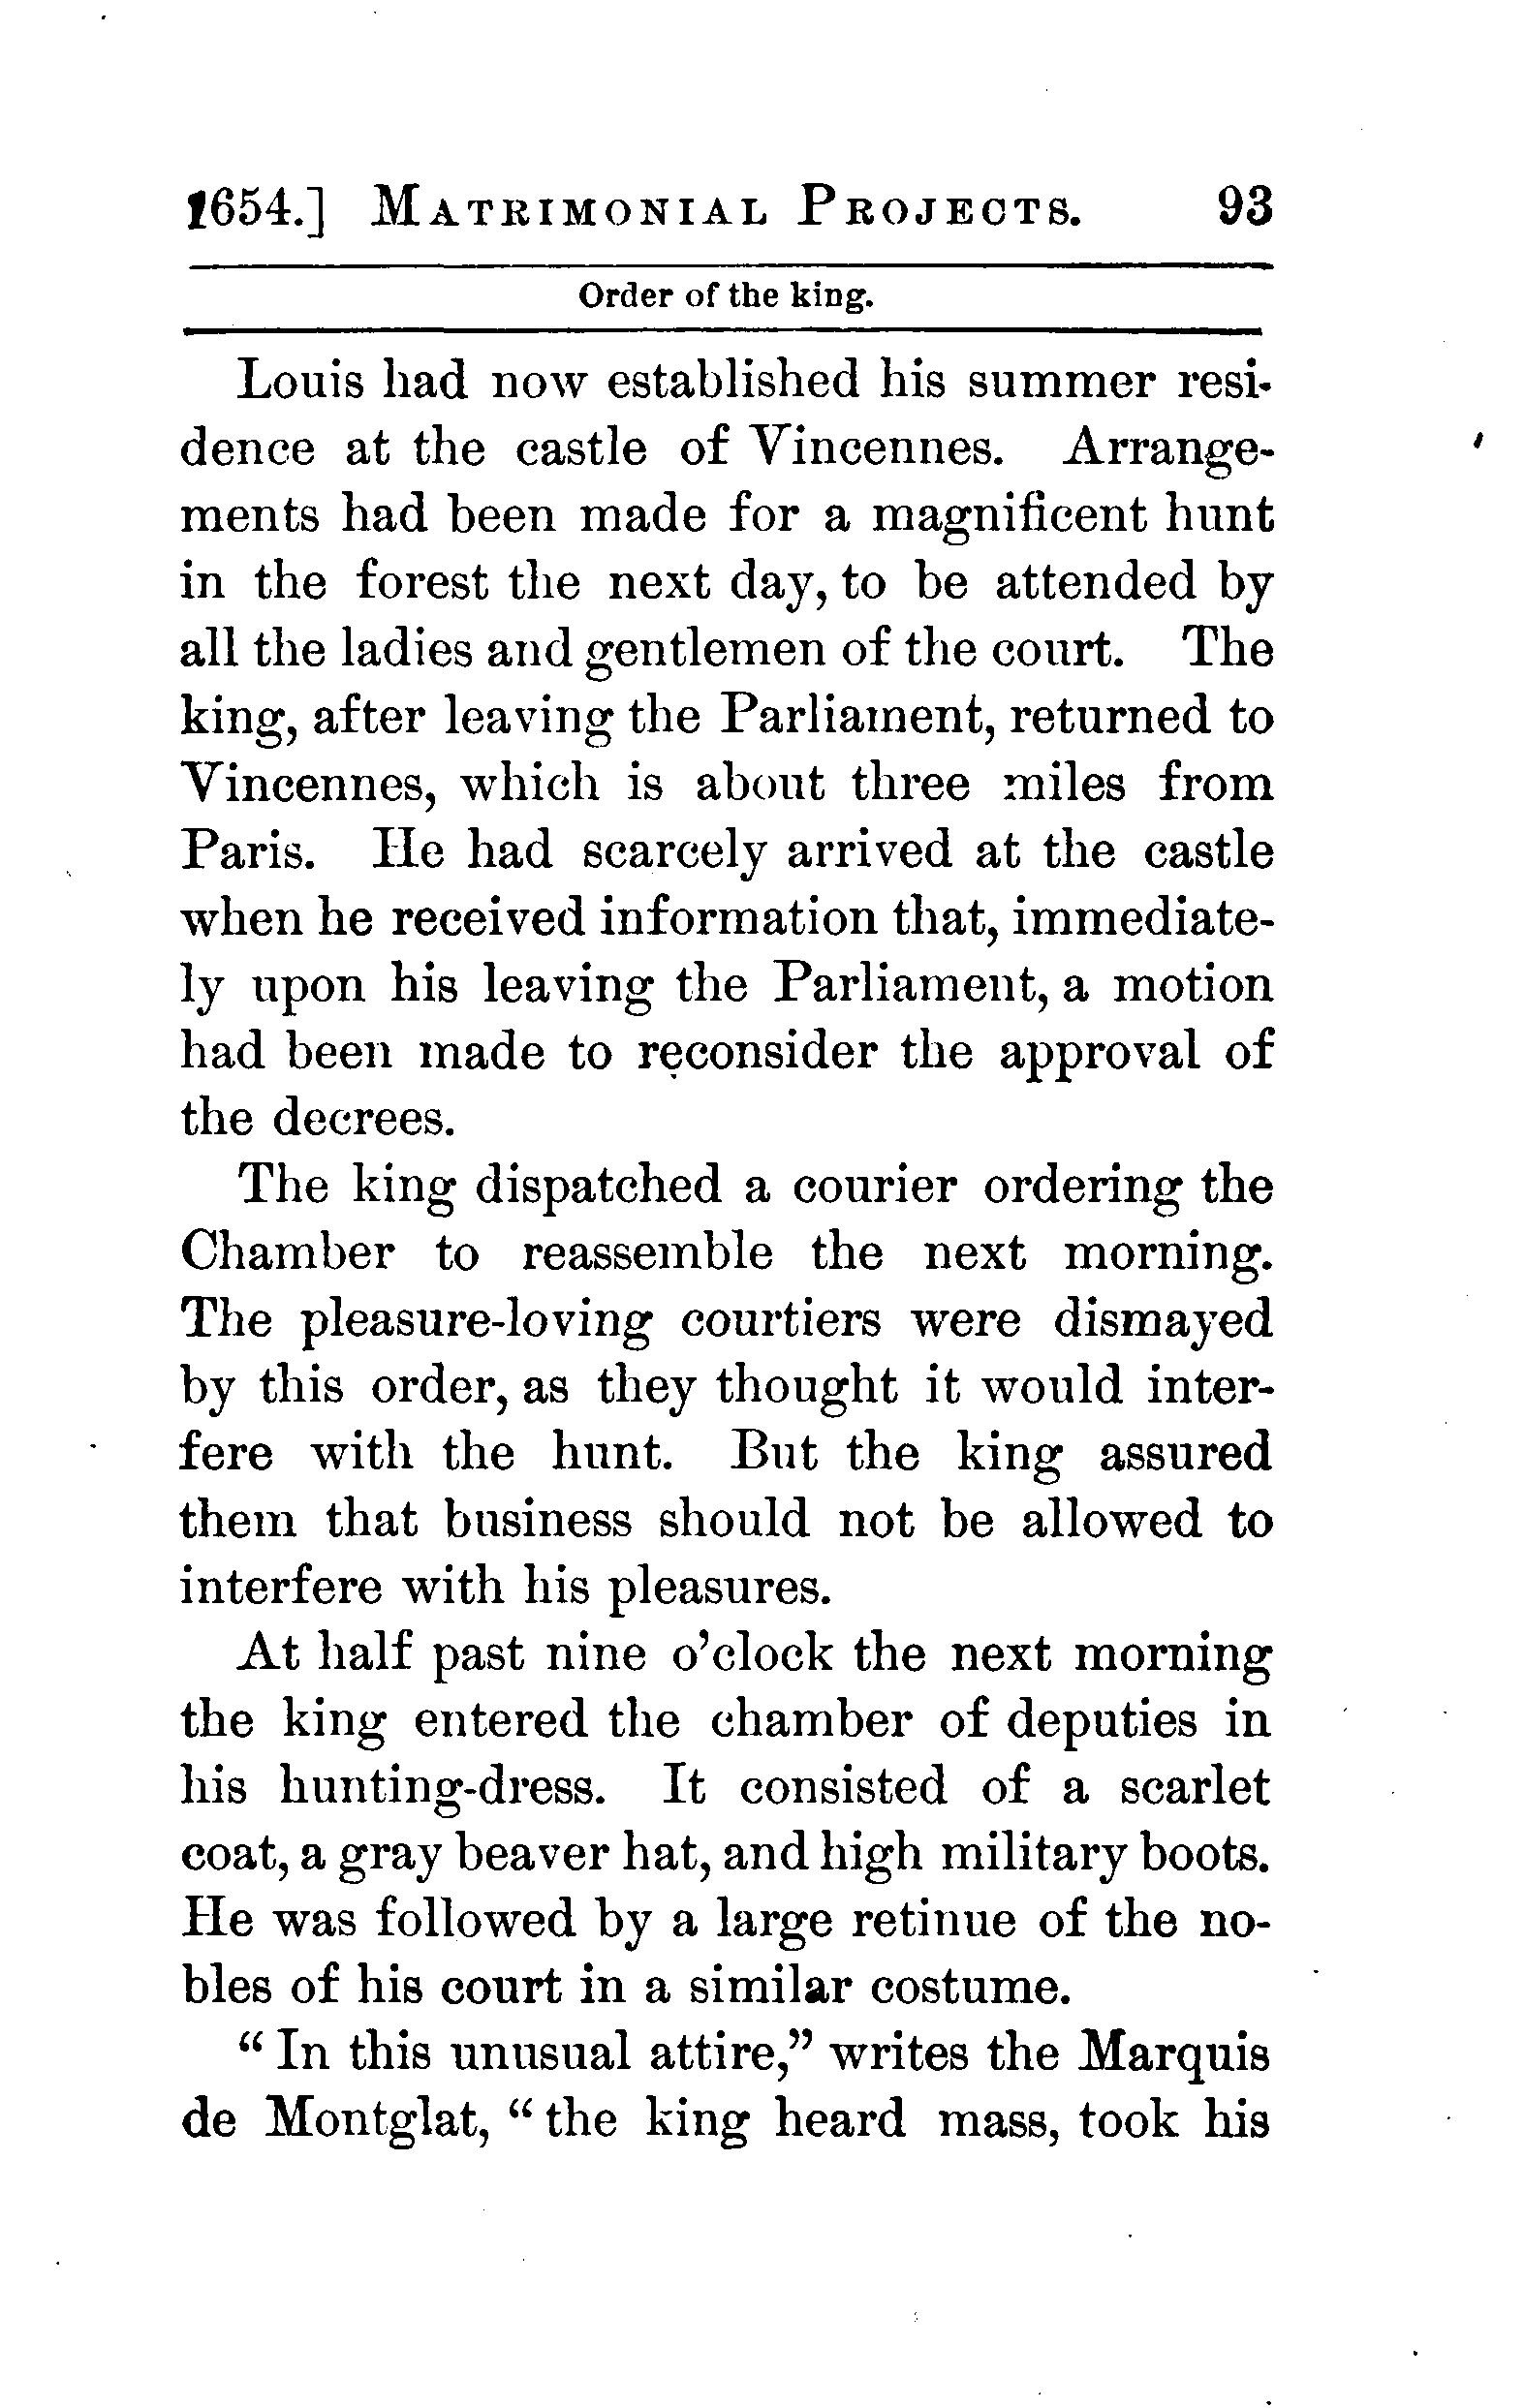 1654.] MATRIMONIAL PROJECTS. 93
Order of the king.
Louis had now established his summer resi-
dence at the castle of Vincennes. Arrange-
ments had been made for a magnificent hunt
in the forest the next day, to be attended by
all the ladies and gentlemen of the court. The
king, after leaving the Parliament, returned to
Vincennes, which is about three miles from
Paris. He had scarcely arrived at the castle
when he received information that, immediate-
ly upon his leaving the Parliament, a motion
had been made to reconsider the approval of
the decrees.
The king dispatched a courier ordering the
Chamber to reassemble the next morning.
The pleasure-loving courtiers were dismayed
by this order, as they thought it would inter-
fere with the hunt. But the king assured
them that business should not be allowed to
interfere with his pleasures.
At half past nine o'clock the next morning
the king entered the chamber of deputies in
his hunting-dress. It consisted of a scarlet
coat, a gray beaver hat, and high military boots.
He was followed by a large retinue of the no-
bles of his court in a similar costume.
“In this unusual attire,” writes the Marquis
de Montglat, “the king heard mass, took his